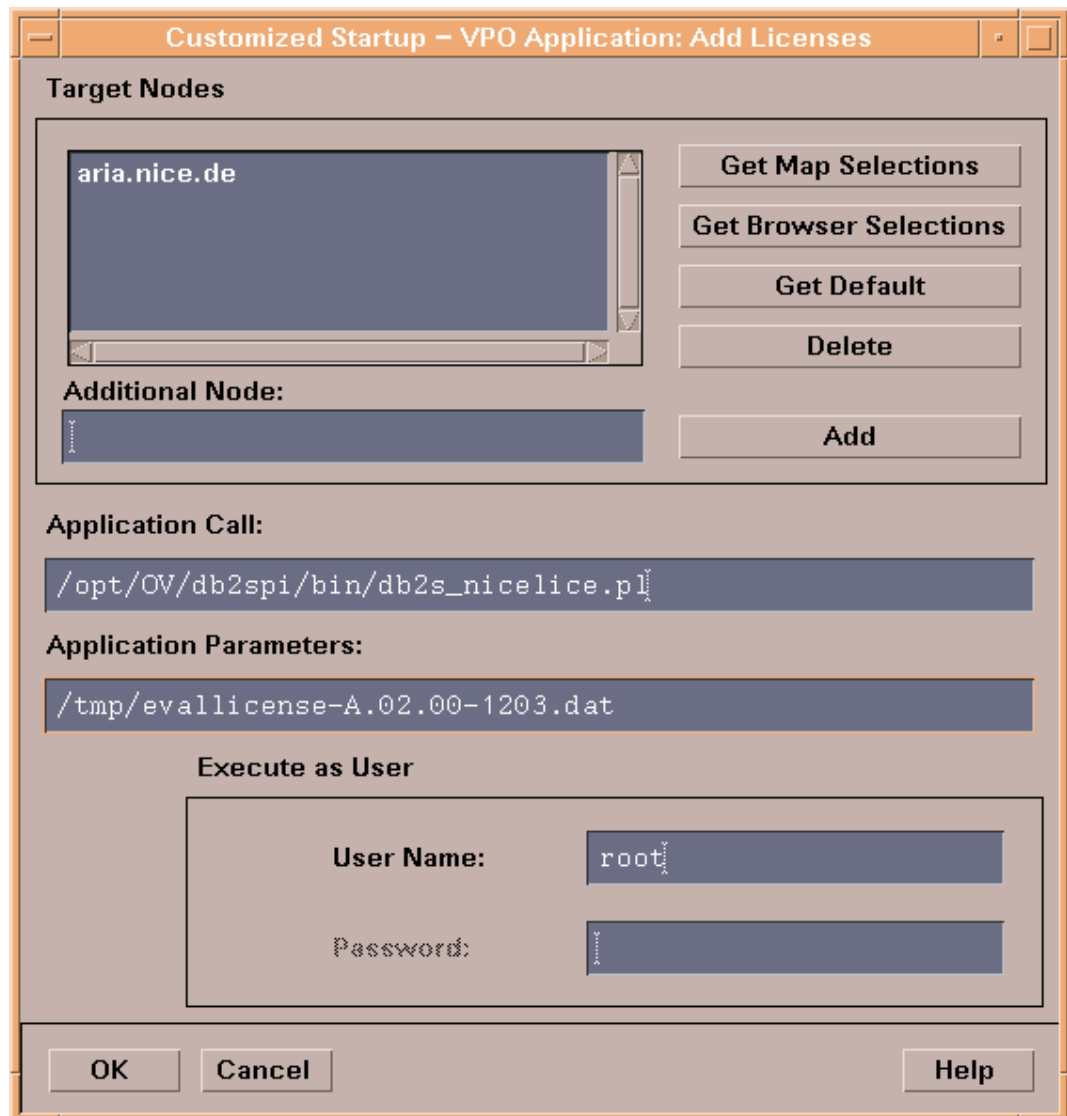 Customized Startup – VPO Application: Add Licenses
Target Nodes
aria.nice.de
Get Map Selections
Get Browser Selections
Get Default
Delete
Additional Node:
Add
Application Call:
/opt/OV/db2spi/bin/db2s_nicelice.pl
Application Parameters:
/tmp/evallicense-A.02.00-1203.dat
Execute as User
User Name:
root
Password:
OK
Cancel
Help